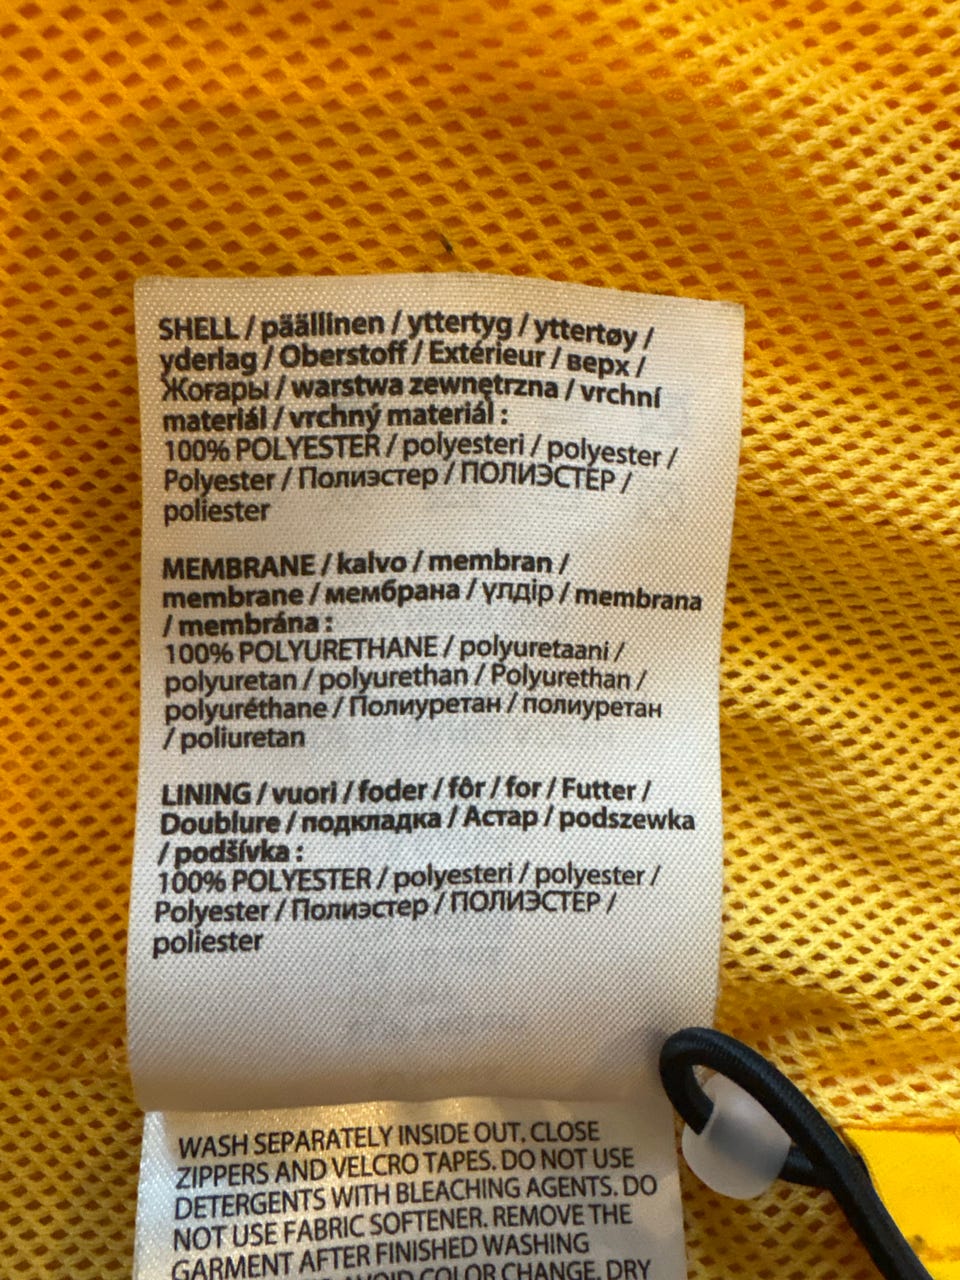 SHELL / päällinen / yttertyg / yttertøy /
yderlag / Oberstoff / Extérieur / верх /
Жоғары / warstwa zewnętrzna / vrchní
materiál / vrchný materiál :
100% POLYESTER / polyesteri / polyester /
Polyester / Полиэстер / ПОЛИЭСТЕР /
poliester
MEMBRANE / kalvo / membran /
membrane / мембрана / үлдір / membrana
/ membrána :
100% POLYURETHANE / polyuretaani /
polyuretan / polyurethan / Polyurethan /
polyuréthane / Полиуретан / полиуретан
/ poliuretan
LINING / vuori / foder / fôr / for / Futter /
Doublure / подкладка / Астар / podszewka
/ podšívka :
100% POLYESTER / polyesteri / polyester /
Polyester / Полиэстер / ПОЛИЭСТЕР /
poliester
WASH SEPARATELY INSIDE OUT. CLOSE
ZIPPERS AND VELCRO TAPES. DO NOT USE
DETERGENTS WITH BLEACHING AGENTS. DO
NOT USE FABRIC SOFTENER. REMOVE THE
GARMENT AFTER FINISHED WASHING
AVOID COLOR CHANGE. DRY